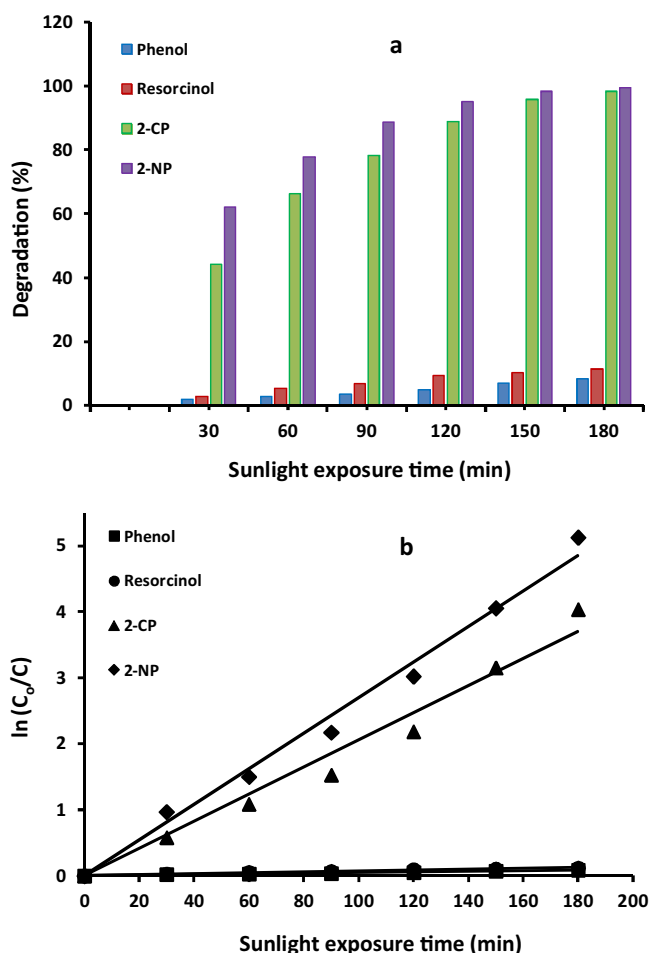 120
100
80
60
40
20
0
Degradation (%)
a
Phenol
Resorcinol
2-CP
2-NP
30 60 90 120 150 180
Sunlight exposure time (min)
5
4
3
2
1
0
ln (Co/C)
b
Phenol
Resorcinol
2-CP
2-NP
0 20 40 60 80 100 120 140 160 180 200
Sunlight exposure time (min)